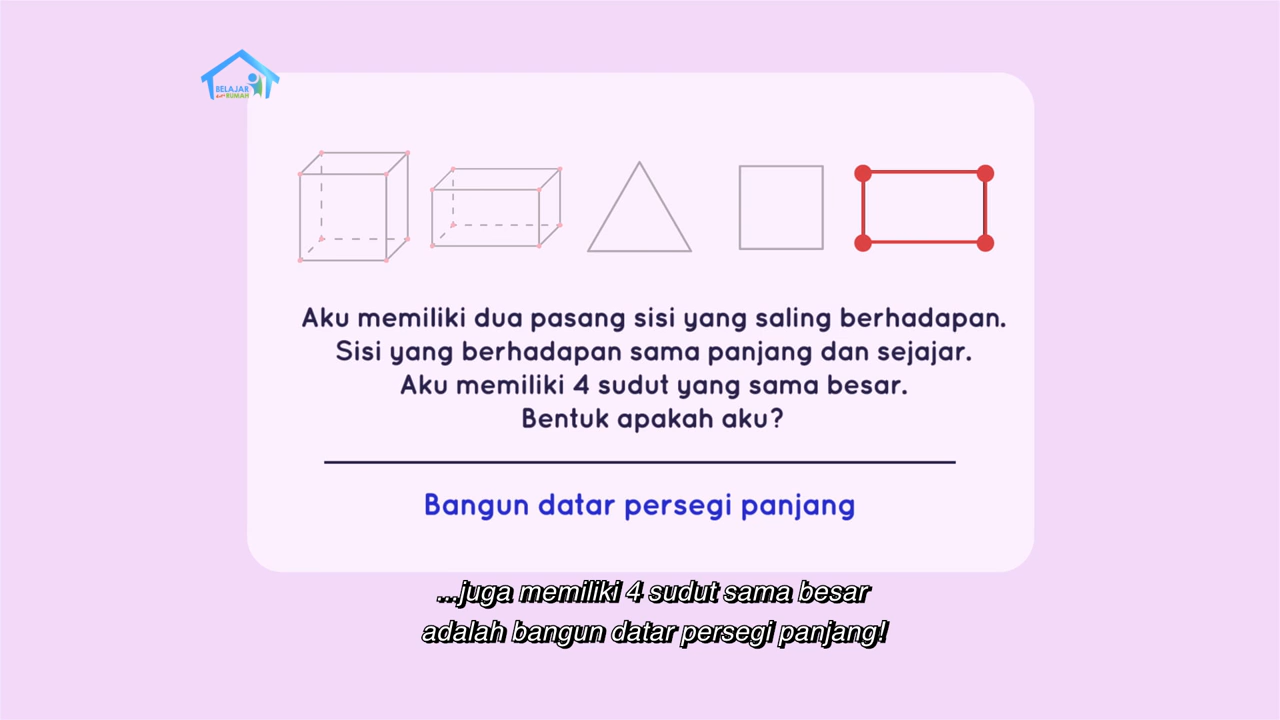 BELAJAR
dari RUMAH
Aku memiliki dua pasang sisi yang saling berhadapan.
Sisi yang berhadapan sama panjang dan sejajar.
Aku memiliki 4 sudut yang sama besar.
Bentuk apakah aku?
Bangun datar persegi panjang
...juga memiliki 4 sudut sama besar
adalah bangun datar persegi panjang!